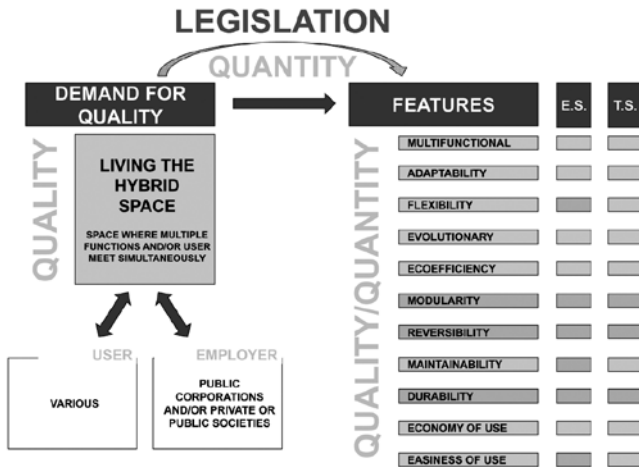 LEGISLATION
QUANTITY
DEMAND FOR
QUALITY
FEATURES
E.S.
T.S.
QUALITY
LIVING THE
HYBRID
SPACE
SPACE WHERE MULTIPLE
FUNCTIONS AND/OR USER
MEET SIMULTANEOUSLY
USER
VARIOUS
EMPLOYER
PUBLIC
CORPORATIONS
AND/OR PRIVATE OR
PUBLIC SOCIETIES
QUALITY/QUANTITY
MULTIFUNCTIONAL
ADAPTABILITY
FLEXIBILITY
EVOLUTIONARY
ECOEFFICIENCY
MODULARITY
REVERSIBILITY
MAINTAINABILITY
DURABILITY
ECONOMY OF USE
EASINESS OF USE